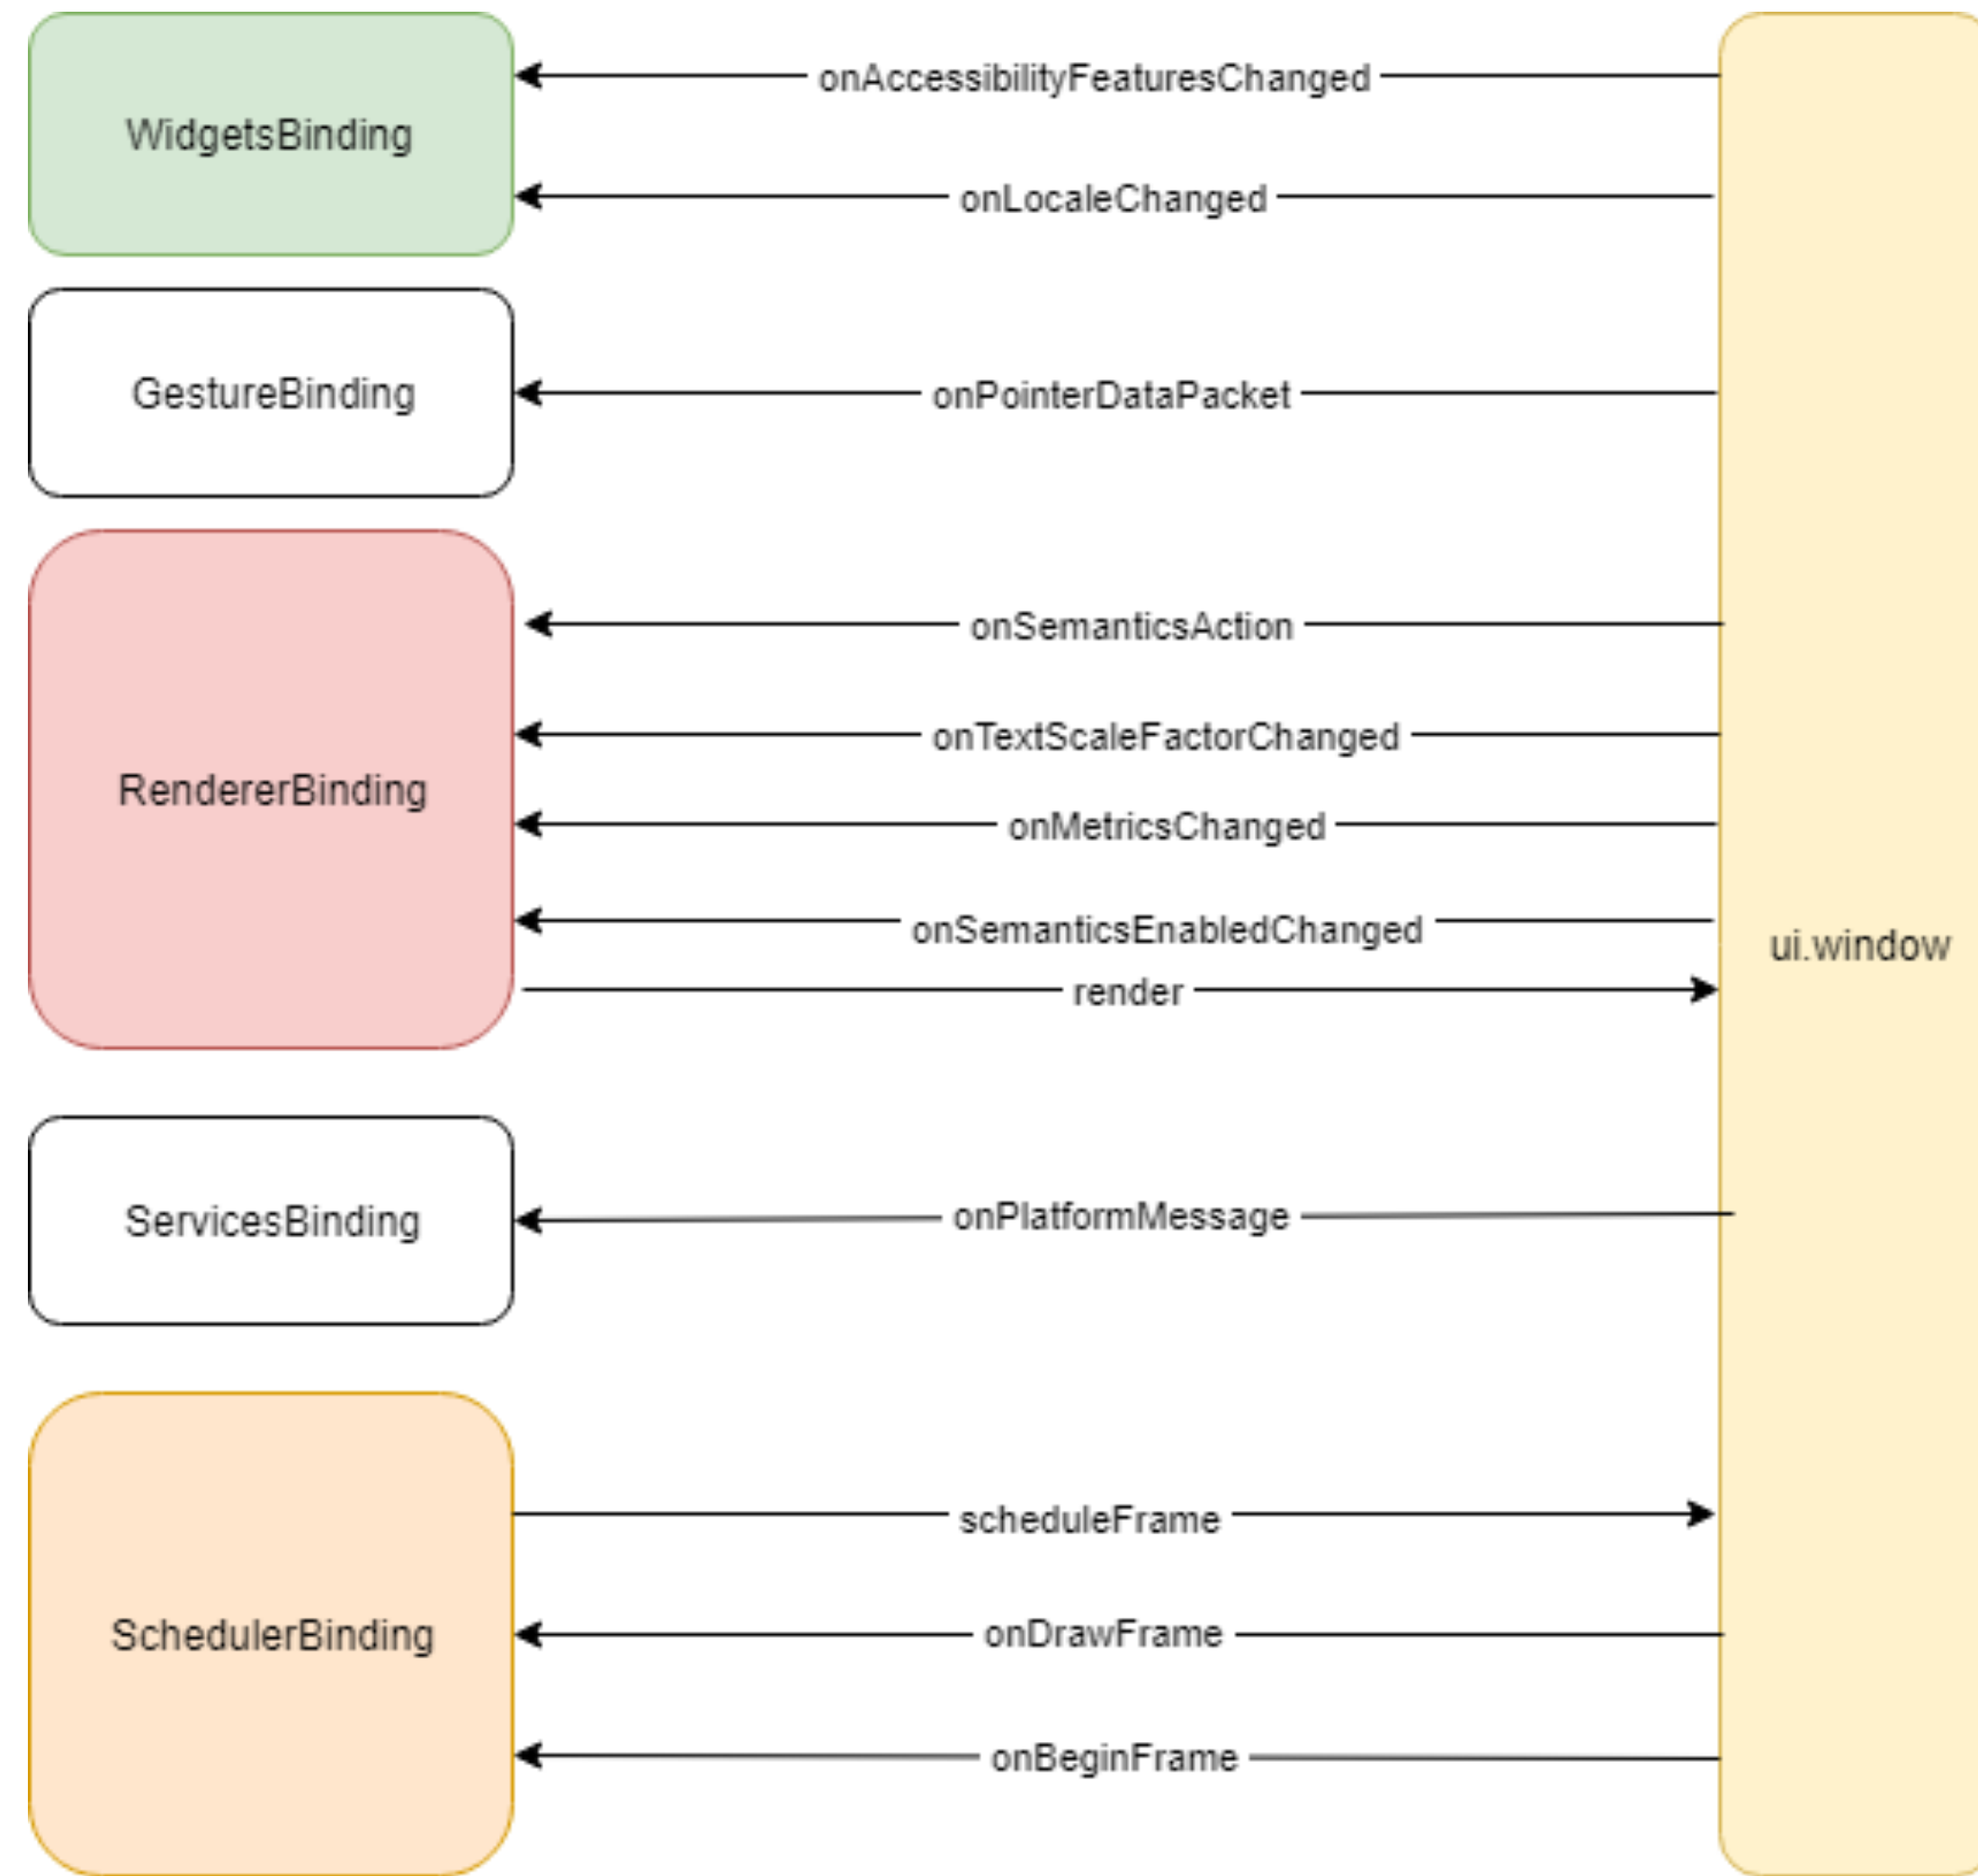 onAccessibilityFeaturesChanged
WidgetsBinding
onLocaleChanged
GestureBinding
onPointerDataPacket
onSemanticsAction
onTextScaleFactorChanged
RendererBinding
onMetricsChanged
onSemanticsEnabledChanged
ui.window
render
ServicesBinding
onPlatformMessage
scheduleFrame
SchedulerBinding
onDrawFrame
onBeginFrame